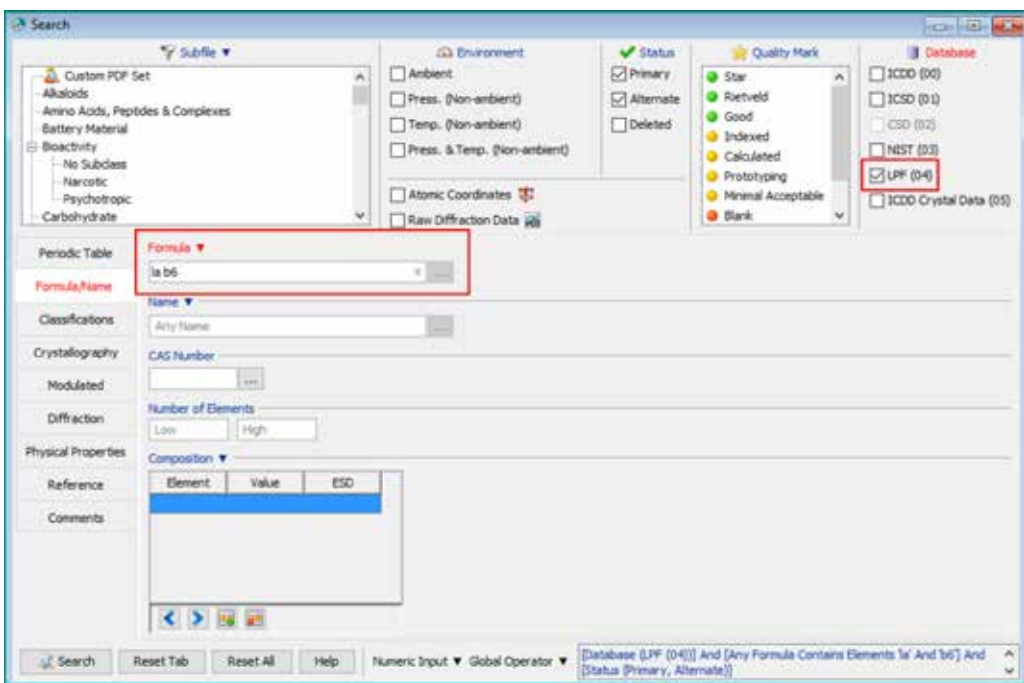 Search
Subfile ▼
Custom PDF Set
Alkaloids
Amino Acids, Peptides & Complexes
Battery Material
Bioactivity
No Subclass
Narcotic
Psychotropic
Carbohydrate
Environment
Ambient
Press. (Non-ambient)
Temp. (Non-ambient)
Press. & Temp. (Non-ambient)
Atomic Coordinates
Raw Diffraction Data
Status
Primary
Alternate
Deleted
Quality Mark
Star
Rietveld
Good
Indexed
Calculated
Prototyping
Minimal Acceptable
Blank
Database
ICDD (00)
ICSD (01)
CSD (02)
NIST (03)
LPF (04)
ICDD Crystal Data (05)
Periodic Table
Formula/Name
Classifications
Crystallography
Modulated
Diffraction
Physical Properties
Reference
Comments
Formula ▼
la b6
...
Name ▼
Any Name
...
CAS Number
...
Number of Elements
Low High
Composition ▼
Element Value ESD
Search Reset Tab Reset All Help Numeric Input ▼ Global Operator ▼
[Database (LPF (04))] And [Any Formula Contains Elements 'la' And 'b6'] And
[Status (Primary, Alternate)]